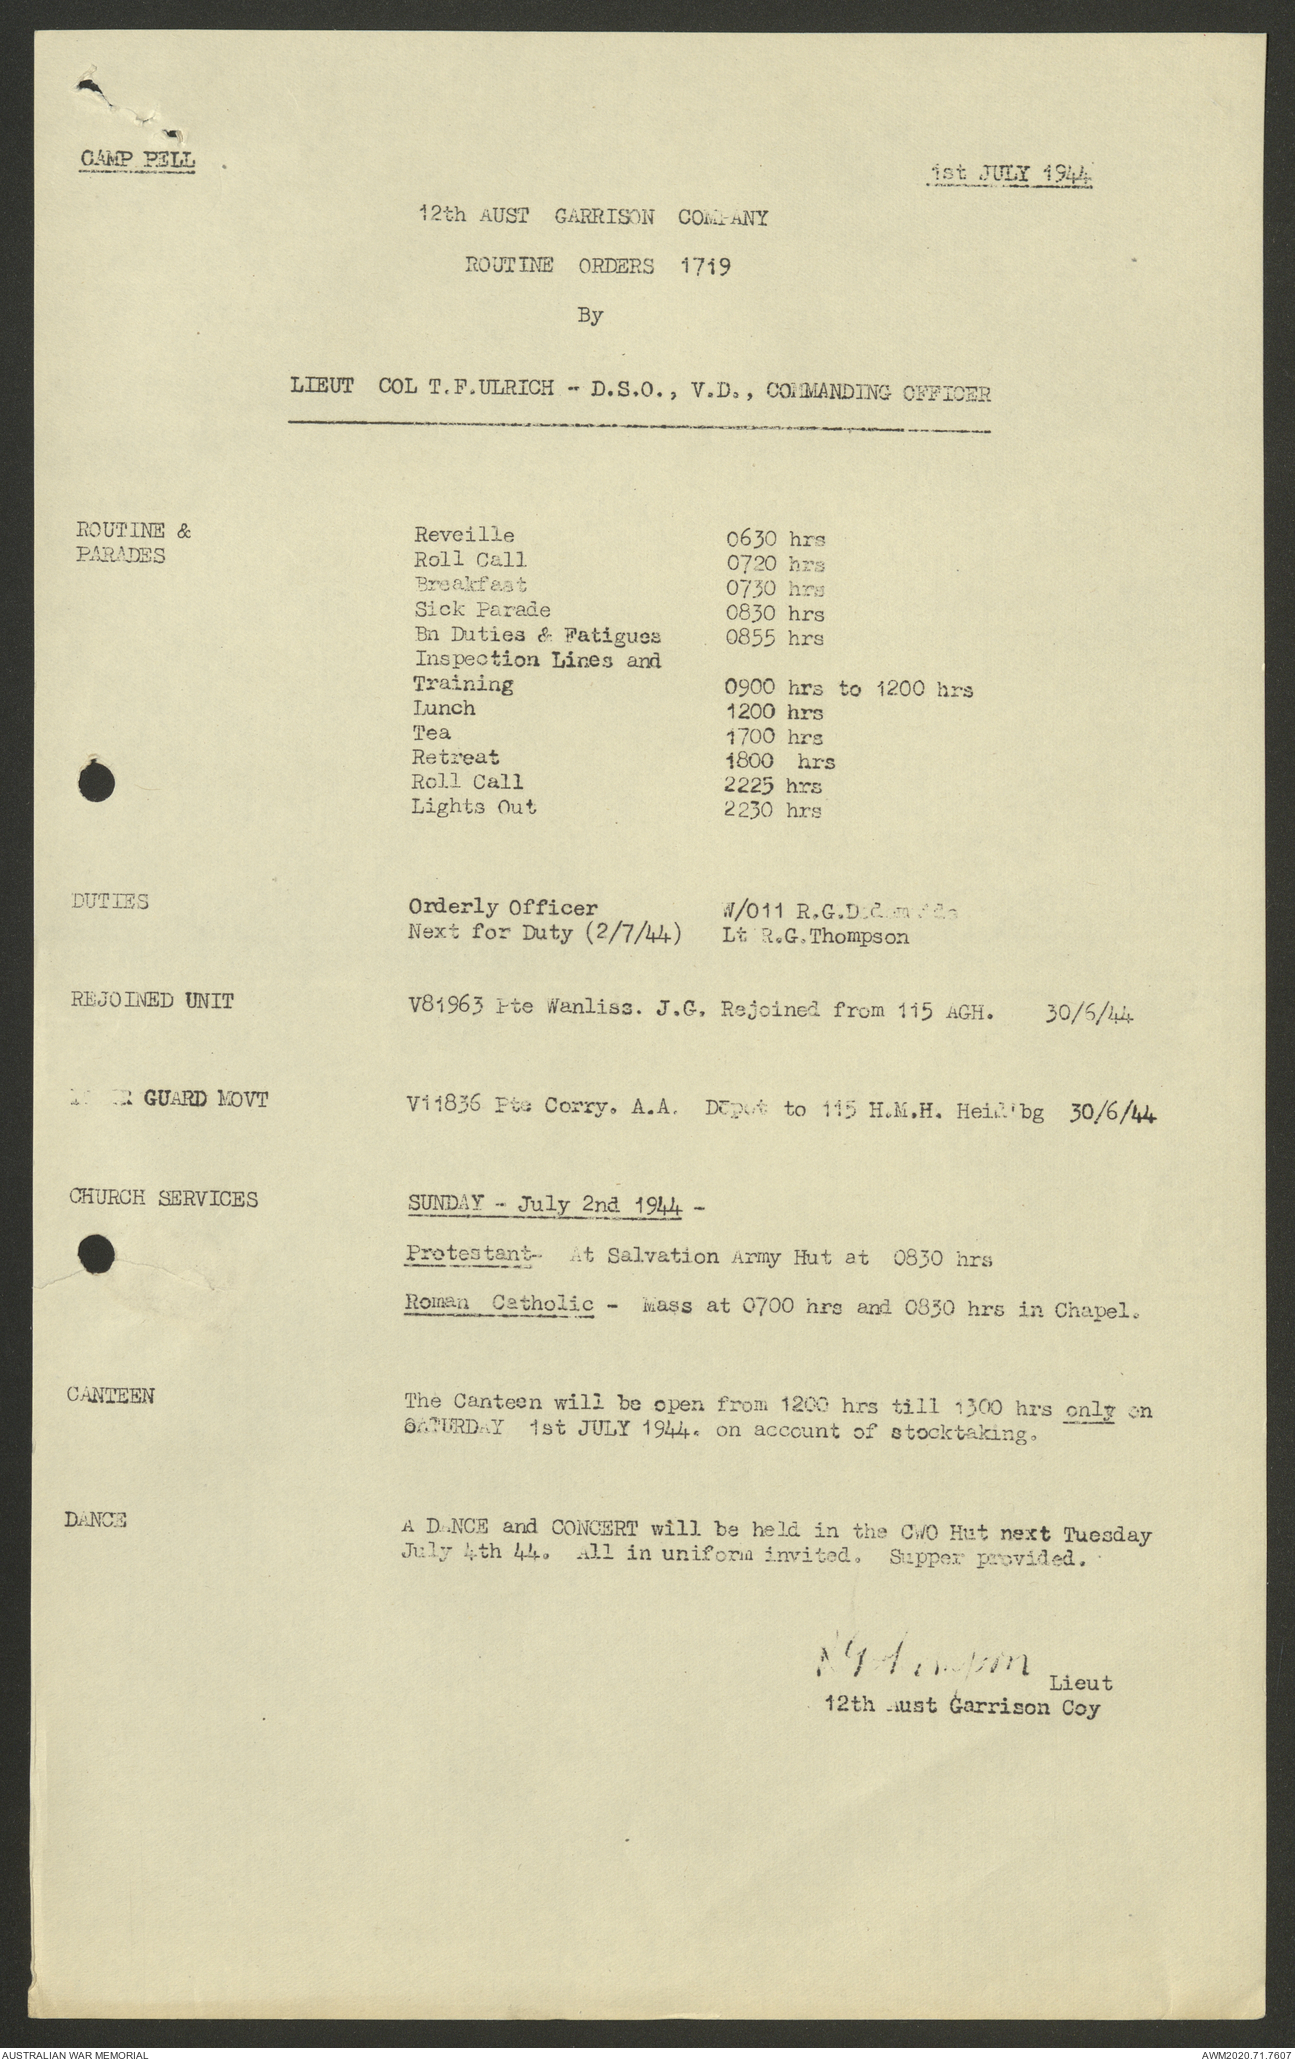 CAMP PELL
1st JULY 1944
12th AUST GARRISON COMPANY
ROUTINE ORDERS 1719
By
LIEUT COL T.F.ULRICH - D.S.O., V.D., COMMANDING OFFICER
ROUTINE &
PARADES
Reveille 0630 hrs
Roll Call 0720 hrs
Breakfast 0730 hrs
Sick Parade 0830 hrs
Bn Duties & Fatigues 0855 hrs
Inspection Lines and
Training 0900 hrs to 1200 hrs
Lunch 1200 hrs
Tea 1700 hrs
Retreat 1800 hrs
Roll Call 2225 hrs
Lights Out 2230 hrs
DUTIES Orderly Officer W/O11 R.G.
Next for Duty (2/7/44) Lt R.G.Thompson
REJOINED UNIT V81963 Pte Wanliss. J.G. Rejoined from 115 AGH. 30/6/44
GUARD MOVT V11836 Pte Corry. A.A. Depot to 115 H.M.H. Heid'bg 30/6/44
CHURCH SERVICES SUNDAY - July 2nd 1944 -
Protestant- At Salvation Army Hut at 0830 hrs
Roman Catholic - Mass at 0700 hrs and 0830 hrs in Chapel.
CANTEEN The Canteen will be open from 1200 hrs till 1300 hrs only on
SATURDAY 1st JULY 1944. on account of stocktaking.
DANCE A DANCE and CONCERT will be held in the CWO Hut next Tuesday
July 4th 44. All in uniform invited. Supper provided.
Lieut
12th Aust Garrison Coy
AUSTRALIAN WAR MEMORIAL
AWM2020.71.7607